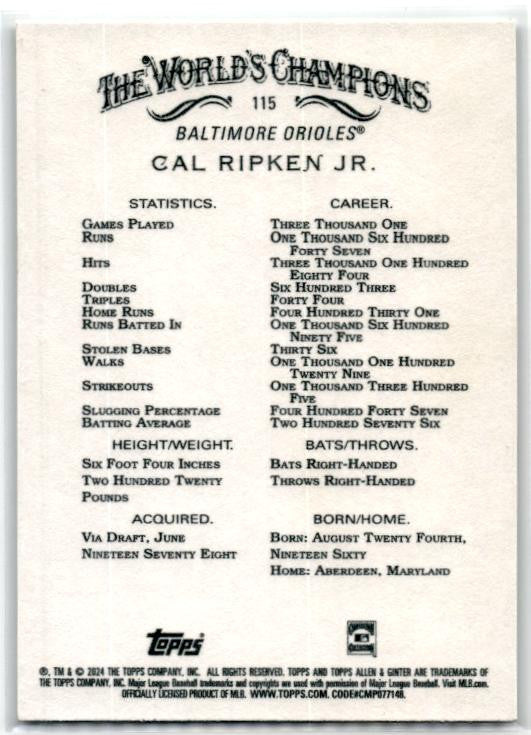 THE WORLD'S CHAMPIONS
115
BALTIMORE ORIOLES®
CAL RIPKEN JR.
STATISTICS. CAREER.
GAMES PLAYED THREE THOUSAND ONE
RUNS ONE THOUSAND SIX HUNDRED
FORTY SEVEN
HITS THREE THOUSAND ONE HUNDRED
EIGHTY FOUR
DOUBLES SIX HUNDRED THREE
TRIPLES FORTY FOUR
HOME RUNS FOUR HUNDRED THIRTY ONE
RUNS BATTED IN ONE THOUSAND SIX HUNDRED
NINETY FIVE
STOLEN BASES THIRTY SIX
WALKS ONE THOUSAND ONE HUNDRED
TWENTY NINE
STRIKEOUTS ONE THOUSAND THREE HUNDRED
FIVE
SLUGGING PERCENTAGE FOUR HUNDRED FORTY SEVEN
BATTING AVERAGE TWO HUNDRED SEVENTY SIX
HEIGHT/WEIGHT. BATS/THROWS.
SIX FOOT FOUR INCHES BATS RIGHT-HANDED
TWO HUNDRED TWENTY THROWS RIGHT-HANDED
POUNDS
ACQUIRED. BORN/HOME.
VIA DRAFT, JUNE BORN: AUGUST TWENTY FOURTH,
NINETEEN SEVENTY EIGHT NINETEEN SIXTY
HOME: ABERDEEN, MARYLAND
topps
®, TM & © 2024 THE TOPPS COMPANY, INC. ALL RIGHTS RESERVED. TOPPS AND TOPPS ALLEN & GINTER ARE TRADEMARKS OF
THE TOPPS COMPANY, INC. Major League Baseball trademarks and copyrights are used with permission of Major League Baseball. Visit MLB.com.
OFFICIALLY LICENSED PRODUCT OF MLB. WWW.TOPPS.COM. CODE#CMP077148.